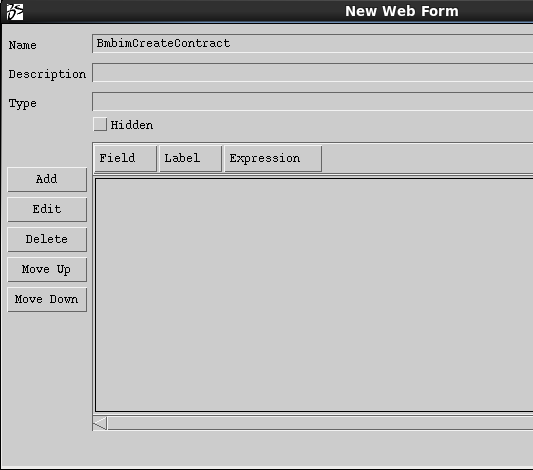 New Web Form
Name BmbimCreateContract
Description
Type
Hidden
Field Label Expression
Add
Edit
Delete
Move Up
Move Down